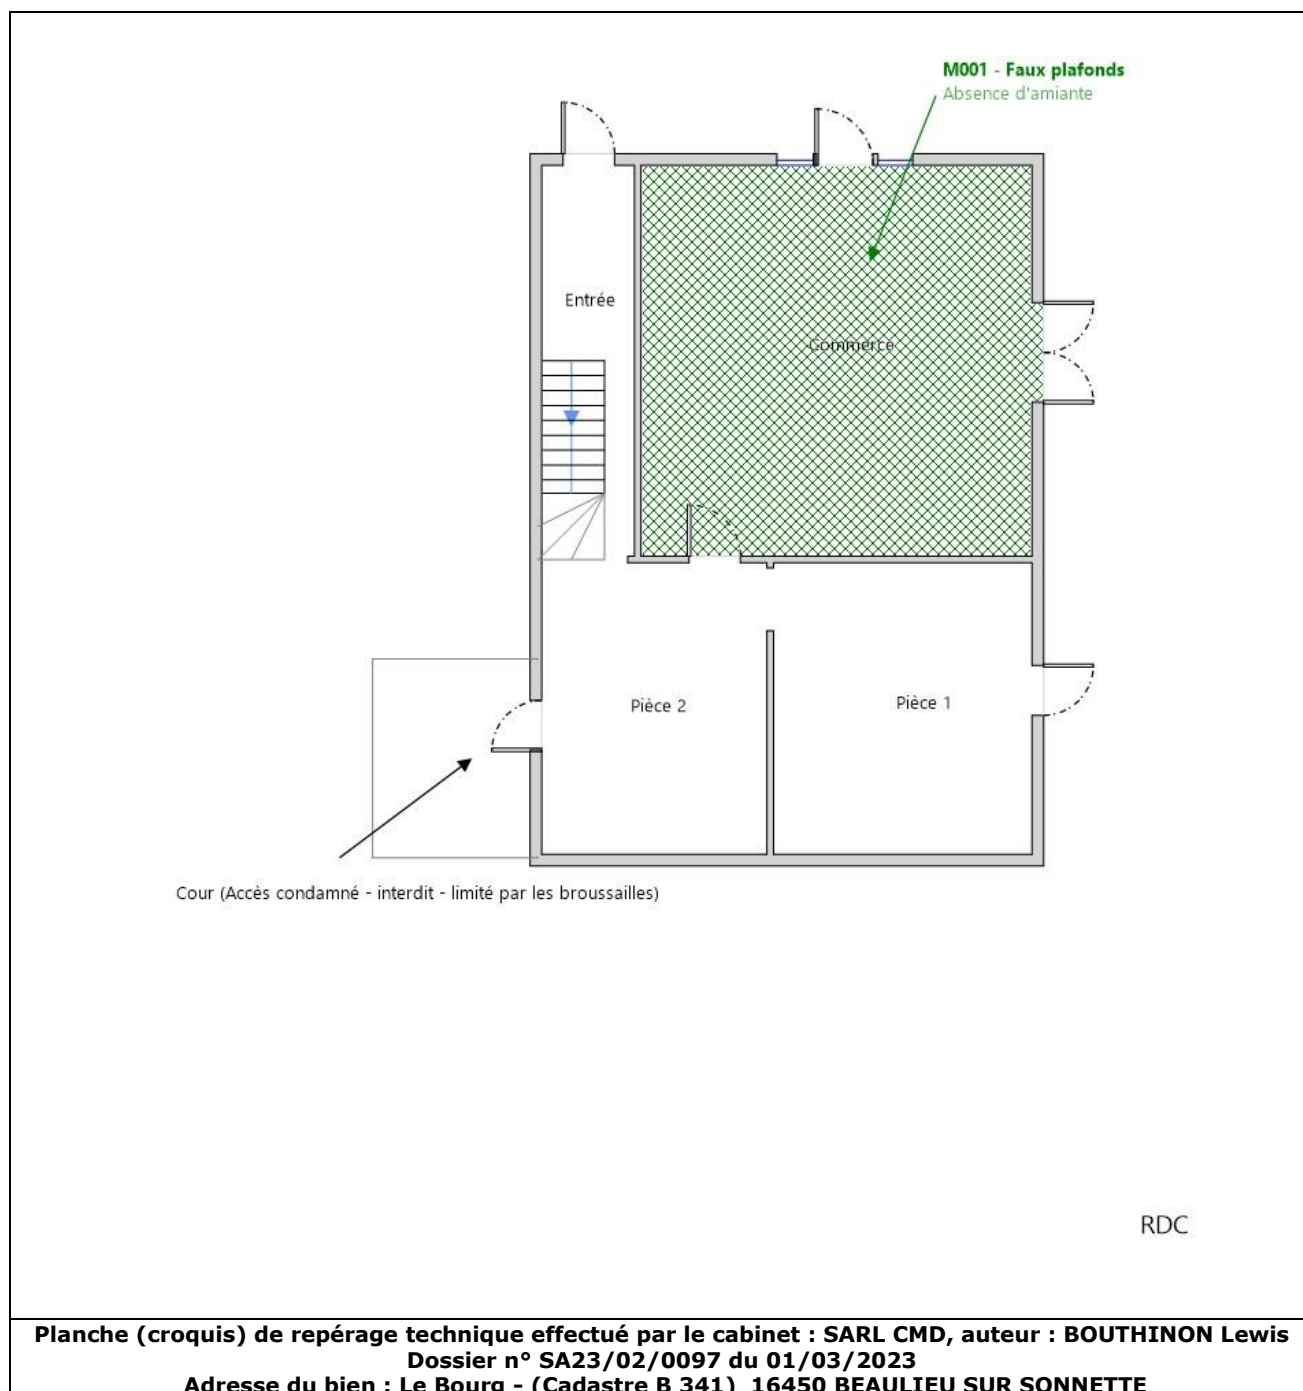 M001 - Faux plafonds
Absence d'amiante
Entrée
Commerce
Pièce 2
Pièce 1
Cour (Accès condamné - interdit - limité par les broussailles)
RDC
Planche (croquis) de repérage technique effectué par le cabinet : SARL CMD, auteur : BOUTHINON Lewis
Dossier n° SA23/02/0097 du 01/03/2023
Adresse du bien : Le Bourg - (Cadastre B 341) 16450 BEAULIEU SUR SONNETTE